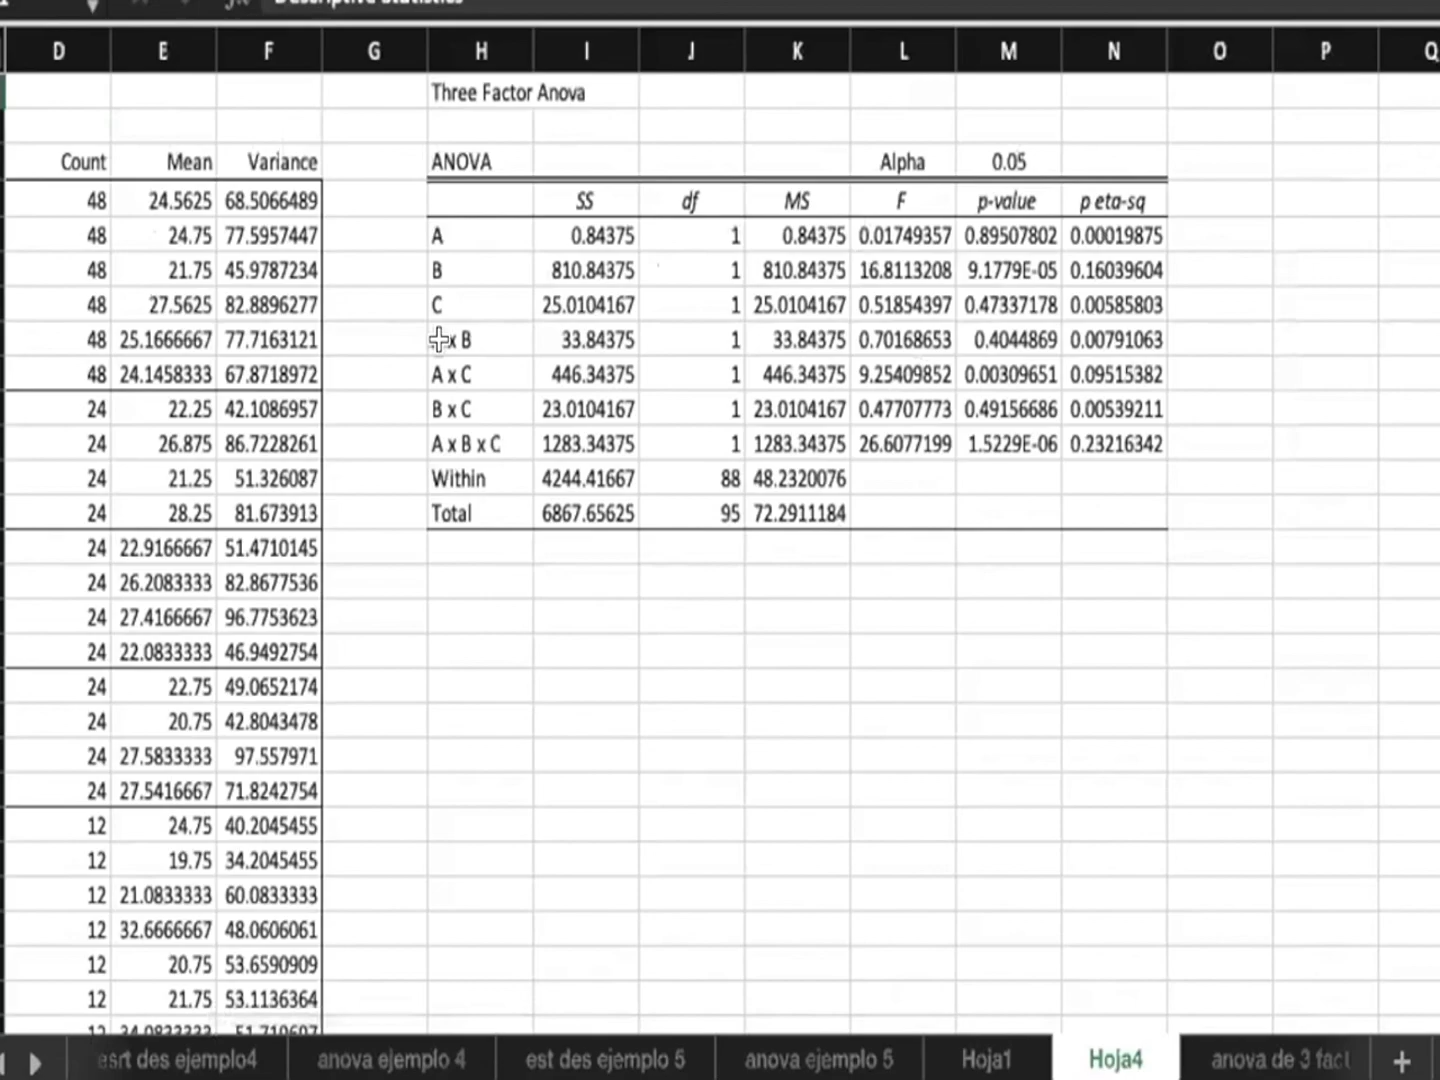 D E F G H I J K L M N O P Q
Three Factor Anova
Count Mean Variance ANOVA Alpha 0.05
48 24.5625 68.5066489 SS df MS F p-value p eta-sq
48 24.75 77.5957447 A 0.84375 1 0.84375 0.01749357 0.89507802 0.00019875
48 21.75 45.9787234 B 810.84375 1 810.84375 16.8113208 9.1779E-05 0.16039604
48 27.5625 82.8896277 C 25.0104167 1 25.0104167 0.51854397 0.47337178 0.00585803
48 25.1666667 77.7163121 x B 33.84375 1 33.84375 0.70168653 0.4044869 0.00791063
48 24.1458333 67.8718972 A x C 446.34375 1 446.34375 9.25409852 0.00309651 0.09515382
24 22.25 42.1086957 B x C 23.0104167 1 23.0104167 0.47707773 0.49156686 0.00539211
24 26.875 86.7228261 A x B x C 1283.34375 1 1283.34375 26.6077199 1.5229E-06 0.23216342
24 21.25 51.326087 Within 4244.41667 88 48.2320076
24 28.25 81.673913 Total 6867.65625 95 72.2911184
24 22.9166667 51.4710145
24 26.2083333 82.8677536
24 27.4166667 96.7753623
24 22.0833333 46.9492754
24 22.75 49.0652174
24 20.75 42.8043478
24 27.5833333 97.557971
24 27.5416667 71.8242754
12 24.75 40.2045455
12 19.75 34.2045455
12 21.0833333 60.0833333
12 32.6666667 48.0606061
12 20.75 53.6590909
12 21.75 53.1136364
esrt des ejemplo4 anova ejemplo 4 est des ejemplo 5 anova ejemplo 5 Hoja1 Hoja4 anova de 3 fact +